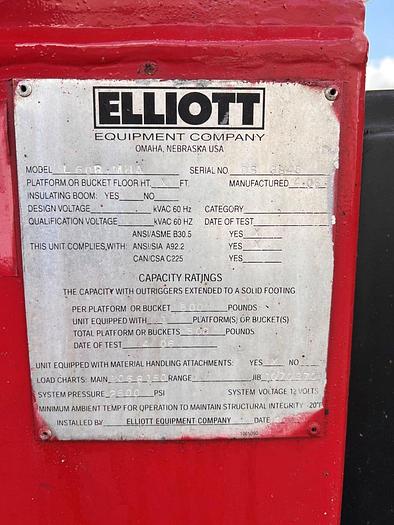 ELLIOTT
EQUIPMENT COMPANY
OMAHA, NEBRASKA USA
MODEL SERIAL NO.
PLATFORM OR BUCKET FLOOR HT. FT. MANUFACTURED
INSULATING BOOM: YES NO
DESIGN VOLTAGE kVAC 60 Hz CATEGORY
QUALIFICATION VOLTAGE kVAC 60 HZ DATE OF TEST
ANSI/ASME B30.5 YES
THIS UNIT COMPLIES WITH: ANSI/SIA A92.2 YES
CAN/CSA C225 YES
CAPACITY RATINGS
THE CAPACITY WITH OUTRIGGERS EXTENDED TO A SOLID FOOTING
PER PLATFORM OR BUCKET POUNDS
UNIT EQUIPPED WITH PLATFORM(S) OR BUCKET(S)
TOTAL PLATFORM OR BUCKETS POUNDS
DATE OF TEST
UNIT EQUIPPED WITH MATERIAL HANDLING ATTACHMENTS: YES NO
LOAD CHARTS: MAIN RANGE JIB
SYSTEM PRESSURE PSI SYSTEM VOLTAGE 12 VOLTS
MINIMUM AMBIENT TEMP FOR OPERATION TO MAINTAIN STRUCTURAL INTEGRITY -20°F
INSTALLED BY ELLIOTT EQUIPMENT COMPANY DATE